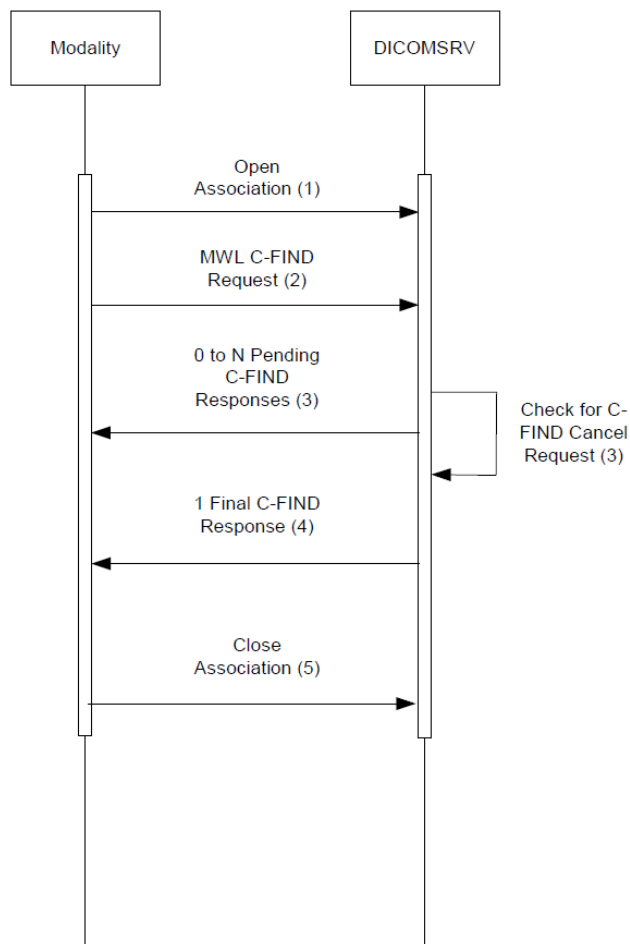 Modality
DICOMSRV
Open
Association (1)
MWL C-FIND
Request (2)
0 to N Pending
C-FIND
Responses (3)
Check for C-
FIND Cancel
Request (3)
1 Final C-FIND
Response (4)
Close
Association (5)